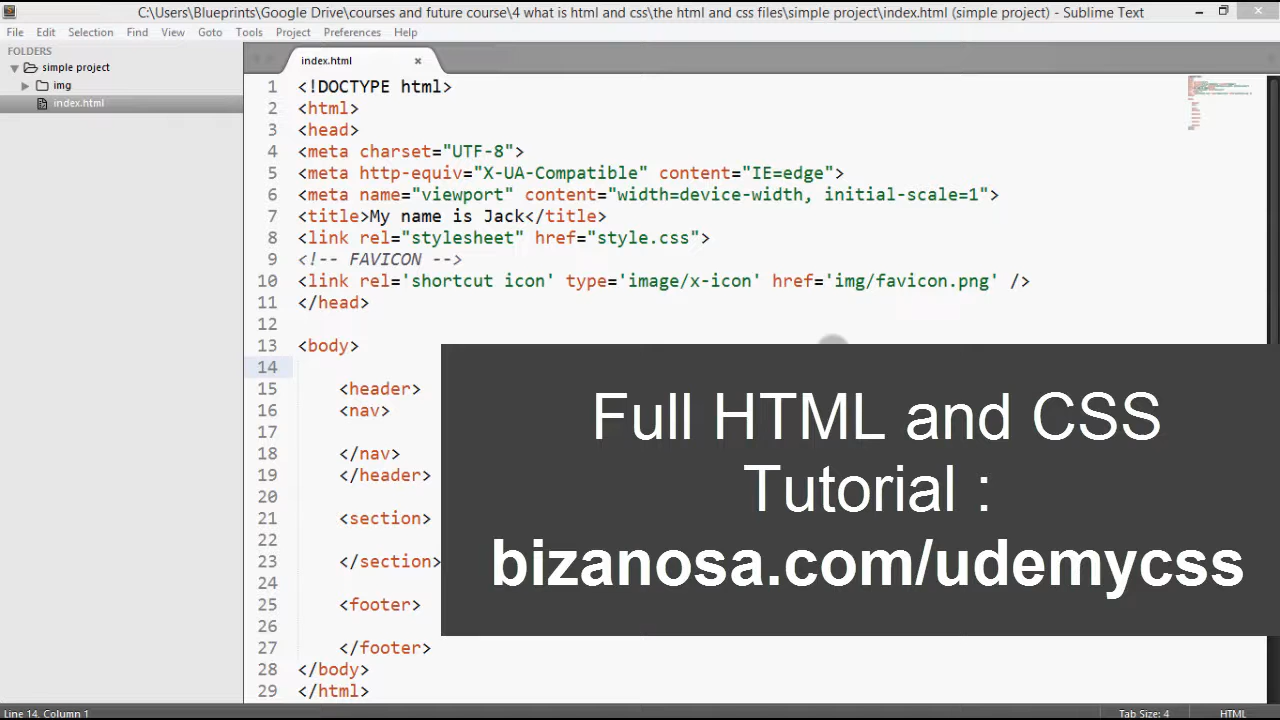 C:\Users\Blueprints\Google Drive\courses and future course\4 what is html and css\the html and css files\simple project\index.html (simple project) - Sublime Text
File Edit Selection Find View Goto Tools Project Preferences Help
FOLDERS
simple project
img
index.html
index.html
1 <!DOCTYPE html>
2 <html>
3 <head>
4 <meta charset="UTF-8">
5 <meta http-equiv="X-UA-Compatible" content="IE=edge">
6 <meta name="viewport" content="width=device-width, initial-scale=1">
7 <title>My name is Jack</title>
8 <link rel="stylesheet" href="style.css">
9 <!-- FAVICON -->
10 <link rel='shortcut icon' type='image/x-icon' href='img/favicon.png' />
11 </head>
12
13 <body>
14
15 <header>
16 <nav>
17
18 </nav>
19 </header>
20
21 <section>
22
23 </section>
24
25 <footer>
26
27 </footer>
28 </body>
29 </html>
Full HTML and CSS
Tutorial :
bizanosa.com/udemycss
Line 14, Column 1 Tab Size: 4 HTML